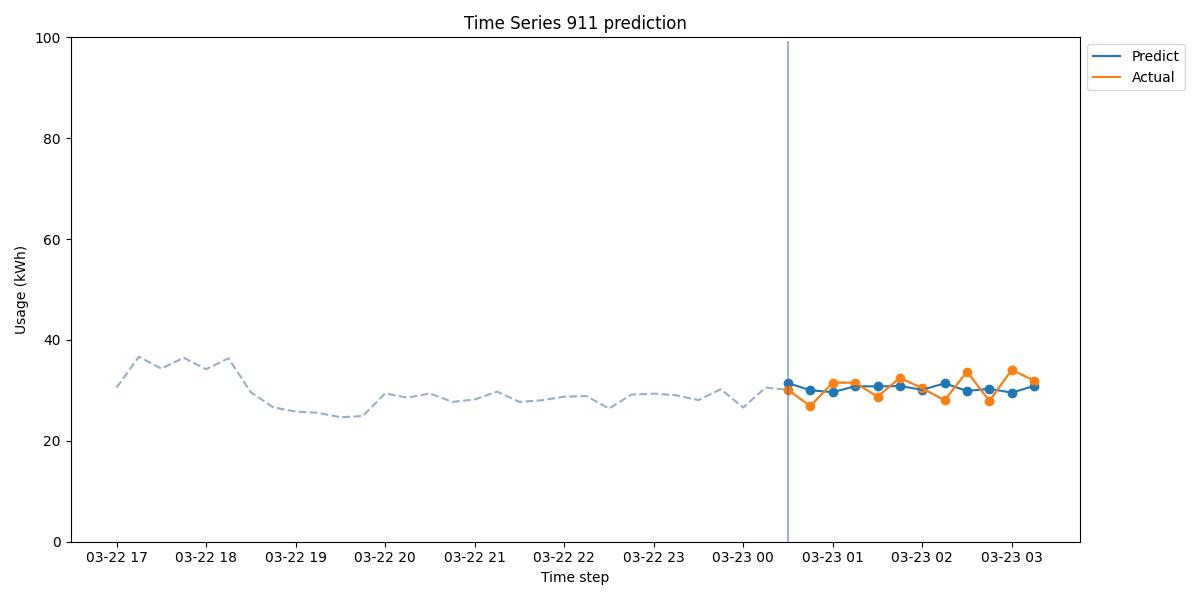 Time Series 911 prediction
Predict
Actual
Usage (kWh)
100
80
60
40
20
0
03-22 17 03-22 18 03-22 19 03-22 20 03-22 21 03-22 22 03-22 23 03-23 00 03-23 01 03-23 02 03-23 03
Time step